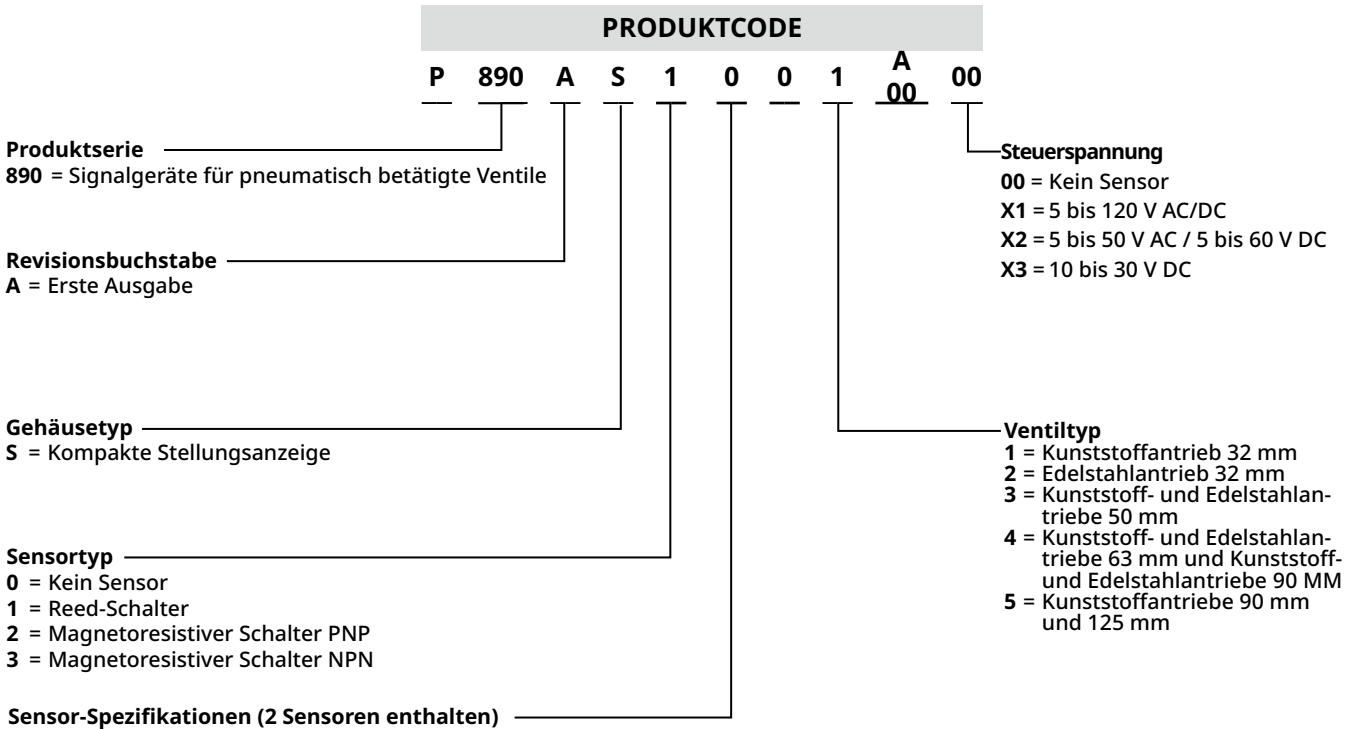 PRODUKTCODE
P 890 A S 1 0 0 1 A 00 00
Produktserie
890 = Signalgeräte für pneumatisch betätigte Ventile
Revisionsbuchstabe
A = Erste Ausgabe
Gehäusetyp
S = Kompakte Stellungsanzeige
Sensortyp
0 = Kein Sensor
1 = Reed-Schalter
2 = Magnetoresistiver Schalter PNP
3 = Magnetoresistiver Schalter NPN
Sensor-Spezifikationen (2 Sensoren enthalten)
Steuerspannung
00 = Kein Sensor
X1 = 5 bis 120 V AC/DC
X2 = 5 bis 50 V AC / 5 bis 60 V DC
X3 = 10 bis 30 V DC
Ventiltyp
1 = Kunststoffantrieb 32 mm
2 = Edelstahlantrieb 32 mm
3 = Kunststoff- und Edelstahlan-
triebe 50 mm
4 = Kunststoff- und Edelstahlan-
triebe 63 mm und Kunststoff-
und Edelstahlantriebe 90 MM
5 = Kunststoffantriebe 90 mm
und 125 mm